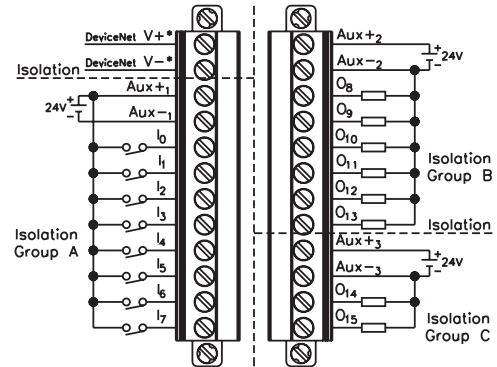 DeviceNet V+*
DeviceNet V-*
Isolation
Aux+1
24V + -
Aux-1
I0
I1
I2
I3
Isolation
Group A
I4
I5
I6
I7
Aux+2
+ - 24V
Aux-2
O8
O9
O10
O11
Isolation
Group B
O12
O13
Isolation
Aux+3
+ - 24V
Aux-3
O14
O15
Isolation
Group C